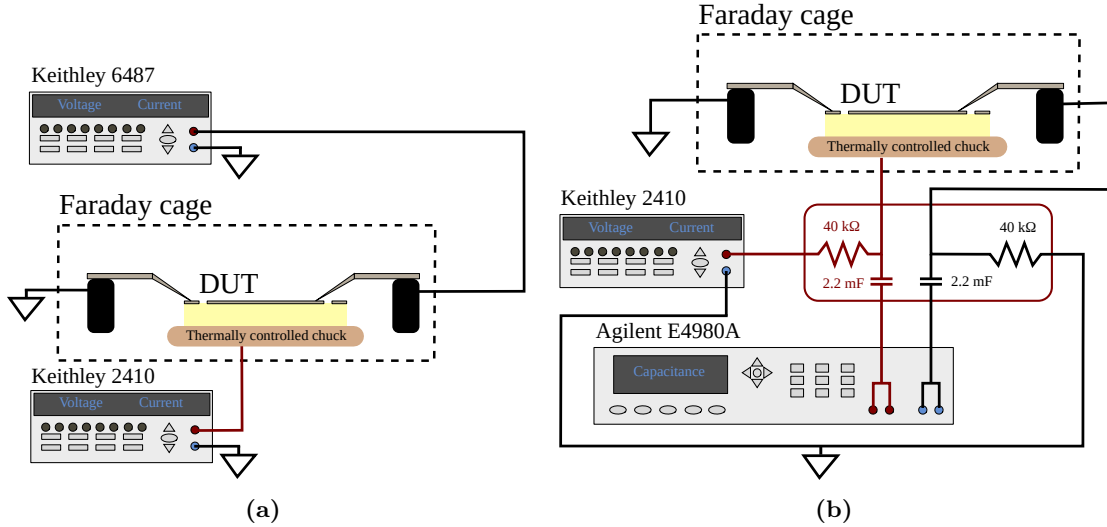 Keithley 6487
Voltage Current
Faraday cage
DUT
Thermally controlled chuck
Keithley 2410
Voltage Current
(a)
Faraday cage
DUT
Thermally controlled chuck
Keithley 2410
Voltage Current
40 kΩ
40 kΩ
2.2 mF
2.2 mF
Agilent E4980A
Capacitance
(b)